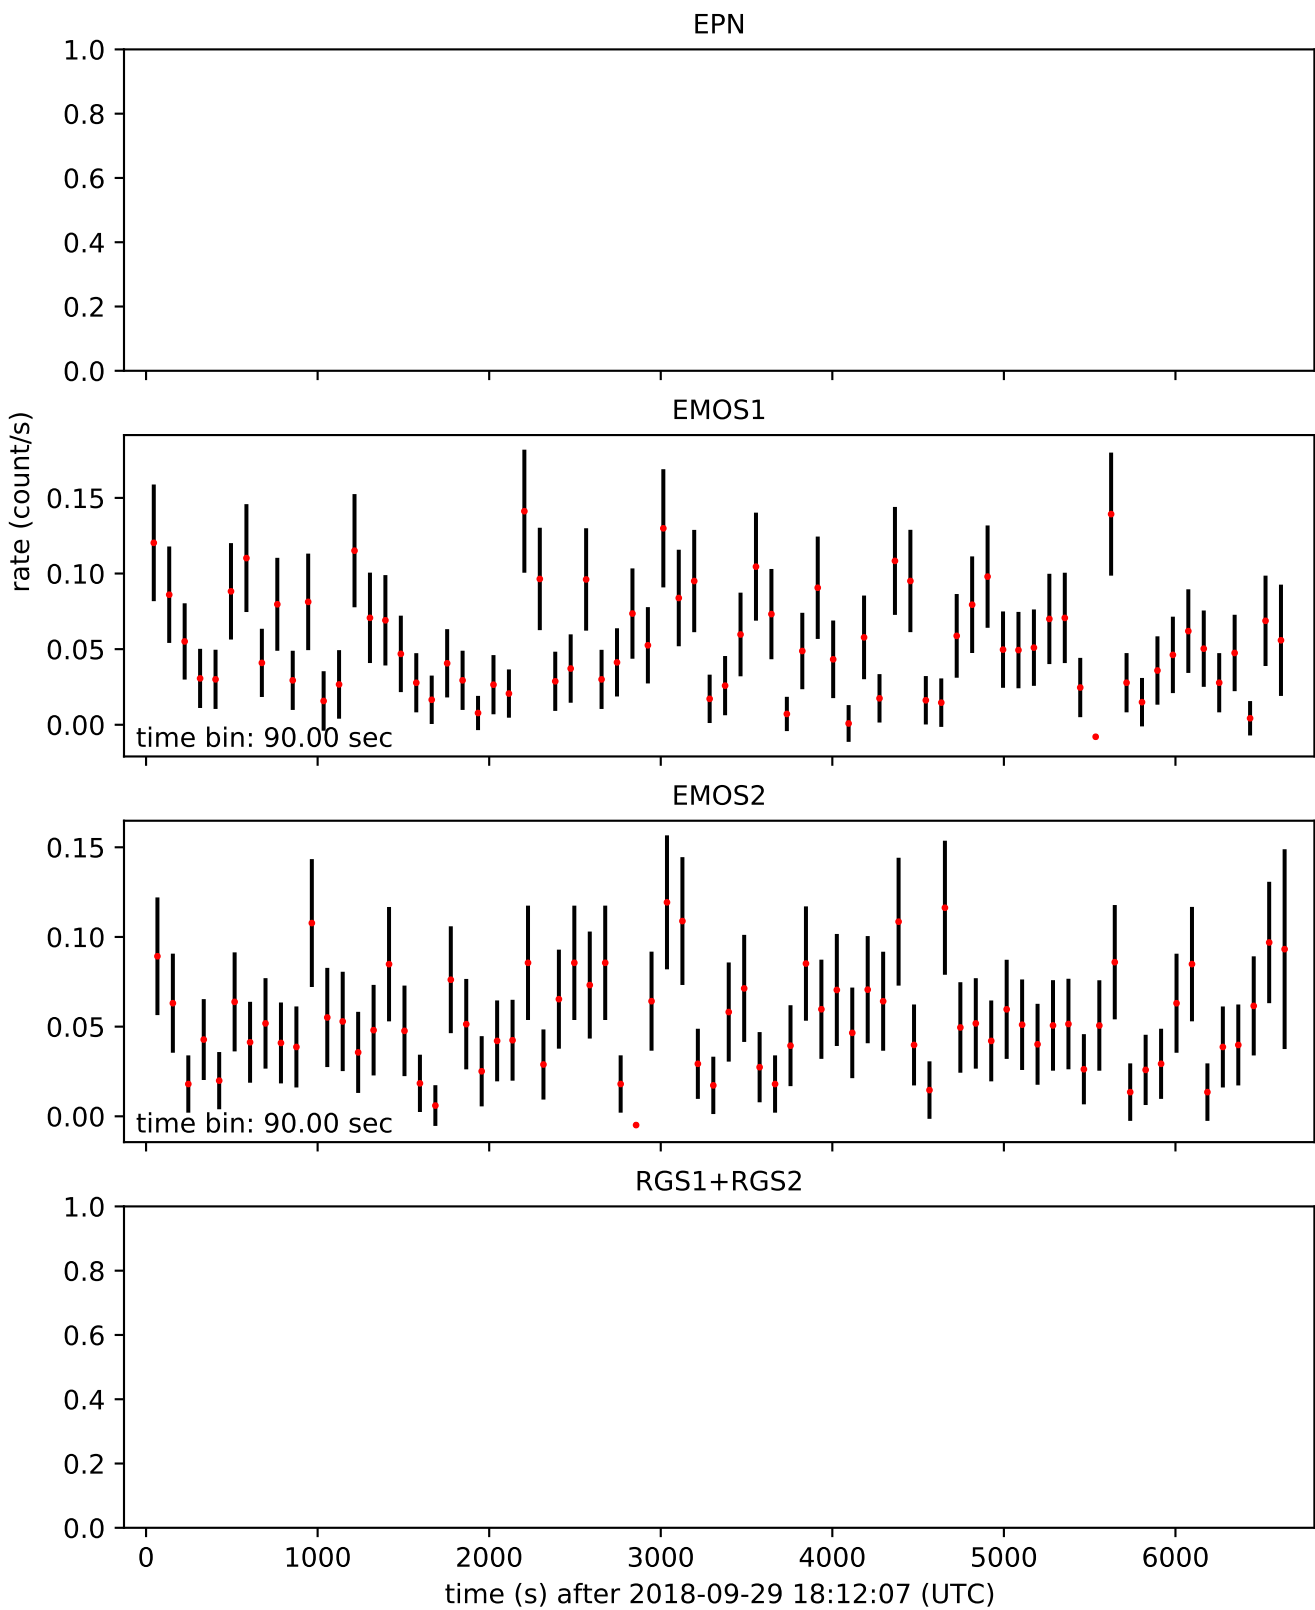 EPN
1.0
0.8
0.6
0.4
0.2
0.0
rate (count/s)
EMOS1
0.15
0.10
0.05
0.00
time bin: 90.00 sec
EMOS2
0.15
0.10
0.05
0.00
time bin: 90.00 sec
RGS1+RGS2
1.0
0.8
0.6
0.4
0.2
0.0
0 1000 2000 3000 4000 5000 6000
time (s) after 2018-09-29 18:12:07 (UTC)